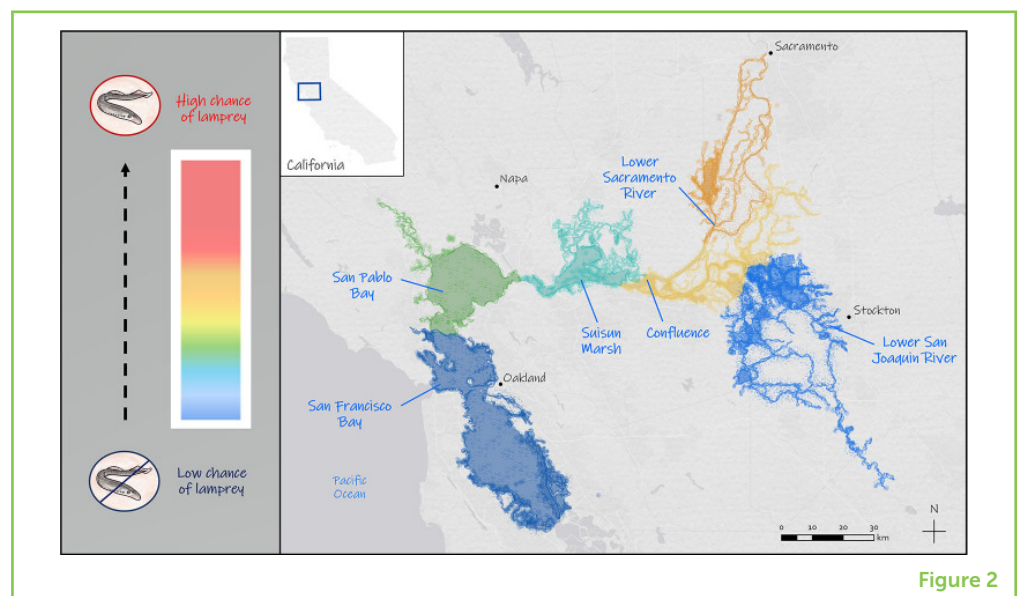 High chance
of lamprey
Low chance
of lamprey
California
Sacramento
Napa
Lower
Sacramento
River
San Pablo
Bay
Suisun
Marsh
Confluence
Stockton
Lower San
Joaquin River
Oakland
San Francisco
Bay
Pacific
Ocean
N
0 10 20 30
km
Figure 2